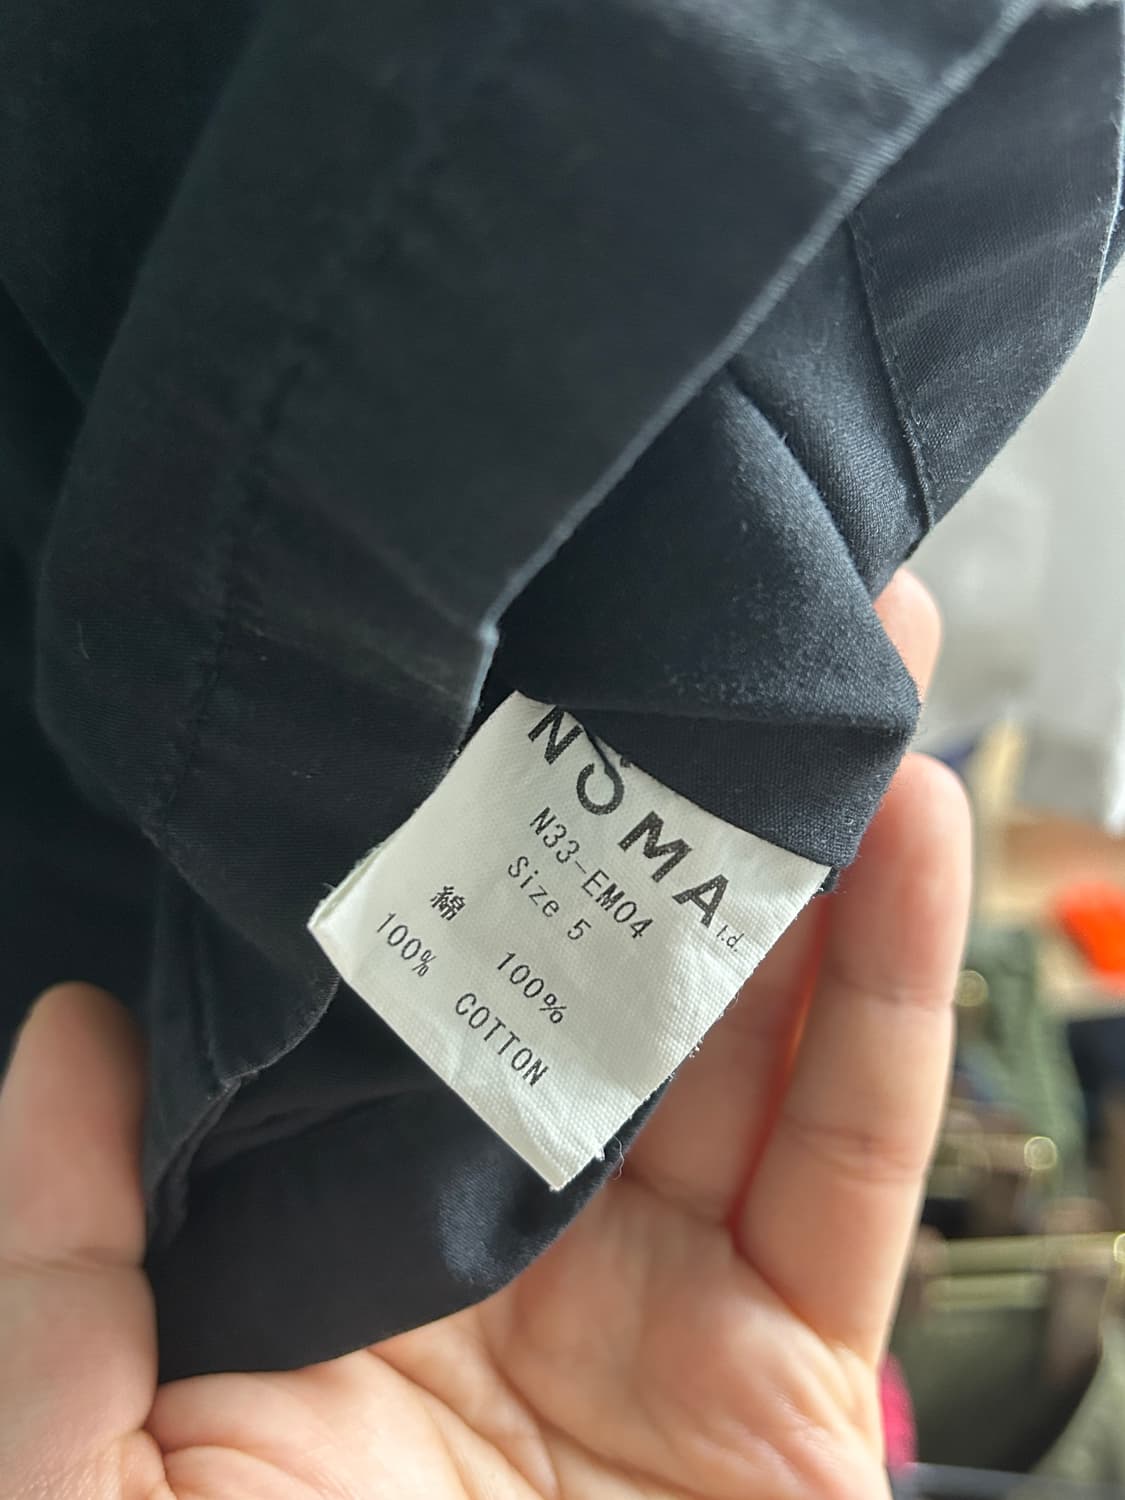 NOMA t.d.
N33-EM04
Size 5
綿 100%
100% COTTON